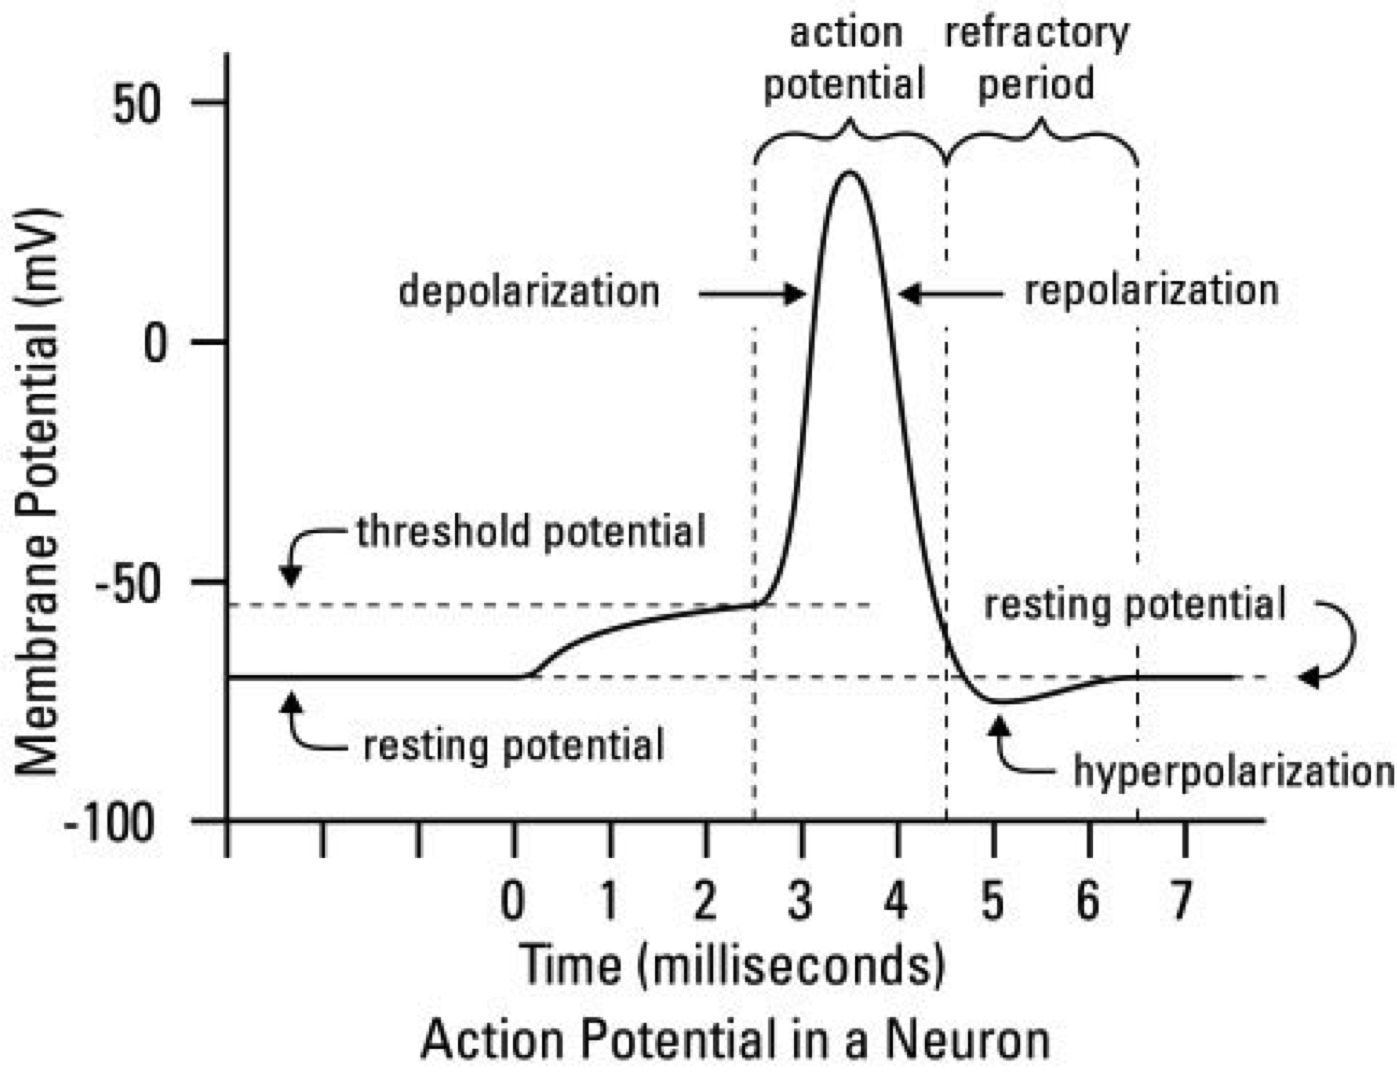 action
potential
refractory
period
50
depolarization
repolarization
0
threshold potential
-50
resting potential
resting potential
hyperpolarization
-100
Membrane Potential (mV)
0 1 2 3 4 5 6 7
Time (milliseconds)
Action Potential in a Neuron